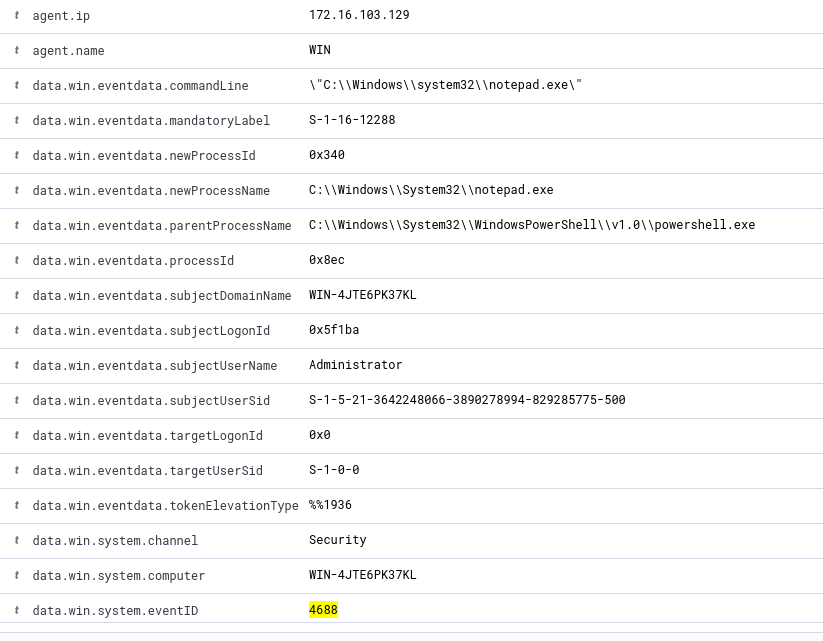 t agent.ip 172.16.103.129
t agent.name WIN
t data.win.eventdata.commandLine \"C:\\Windows\\system32\\notepad.exe\"
t data.win.eventdata.mandatoryLabel S-1-16-12288
t data.win.eventdata.newProcessId 0x340
t data.win.eventdata.newProcessName C:\\Windows\\System32\\notepad.exe
t data.win.eventdata.parentProcessName C:\\Windows\\System32\\WindowsPowerShell\\v1.0\\powershell.exe
t data.win.eventdata.processId 0x8ec
t data.win.eventdata.subjectDomainName WIN-4JTE6PK37KL
t data.win.eventdata.subjectLogonId 0x5f1ba
t data.win.eventdata.subjectUserName Administrator
t data.win.eventdata.subjectUserSid S-1-5-21-3642248066-3890278994-829285775-500
t data.win.eventdata.targetLogonId 0x0
t data.win.eventdata.targetUserSid S-1-0-0
t data.win.eventdata.tokenElevationType %%1936
t data.win.system.channel Security
t data.win.system.computer WIN-4JTE6PK37KL
t data.win.system.eventID 4688